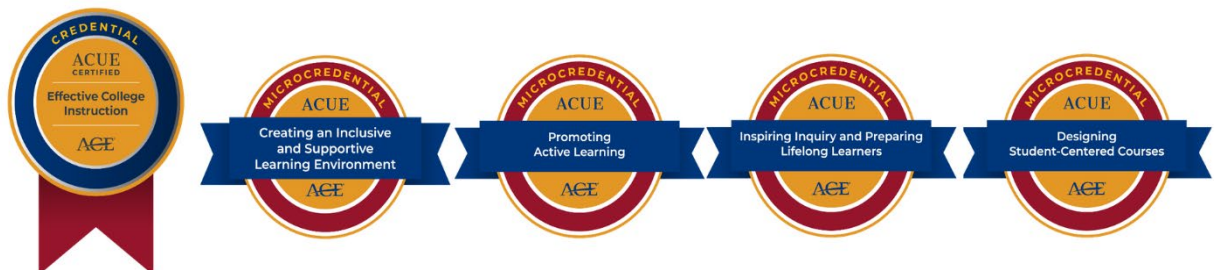 CREDENTIAL
ACUE
CERTIFIED
Effective College
Instruction
ACE
MICROCREDENTIAL
ACUE
Creating an Inclusive
and Supportive
Learning Environment
ACE
MICROCREDENTIAL
ACUE
Promoting
Active Learning
ACE
MICROCREDENTIAL
ACUE
Inspiring Inquiry and Preparing
Lifelong Learners
ACE
MICROCREDENTIAL
ACUE
Designing
Student-Centered Courses
ACE